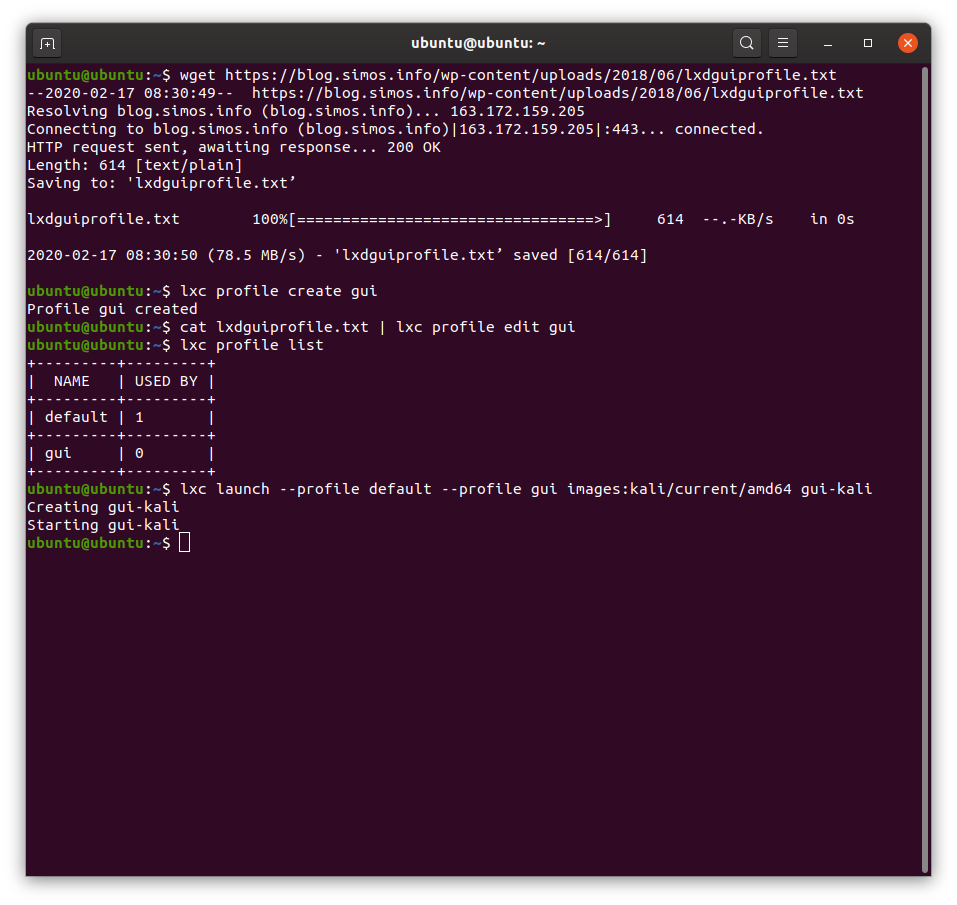 ubuntu@ubuntu: ~
ubuntu@ubuntu:~$ wget https://blog.simos.info/wp-content/uploads/2018/06/lxdguiprofile.txt
--2020-02-17 08:30:49--  https://blog.simos.info/wp-content/uploads/2018/06/lxdguiprofile.txt
Resolving blog.simos.info (blog.simos.info)... 163.172.159.205
Connecting to blog.simos.info (blog.simos.info)|163.172.159.205|:443... connected.
HTTP request sent, awaiting response... 200 OK
Length: 614 [text/plain]
Saving to: 'lxdguiprofile.txt’
lxdguiprofile.txt        100%[=================================>]     614  --.-KB/s    in 0s
2020-02-17 08:30:50 (78.5 MB/s) - 'lxdguiprofile.txt’ saved [614/614]
ubuntu@ubuntu:~$ lxc profile create gui
Profile gui created
ubuntu@ubuntu:~$ cat lxdguiprofile.txt | lxc profile edit gui
ubuntu@ubuntu:~$ lxc profile list
+---------+---------+
|  NAME   | USED BY |
+---------+---------+
| default | 1       |
+---------+---------+
| gui     | 0       |
+---------+---------+
ubuntu@ubuntu:~$ lxc launch --profile default --profile gui images:kali/current/amd64 gui-kali
Creating gui-kali
Starting gui-kali
ubuntu@ubuntu:~$